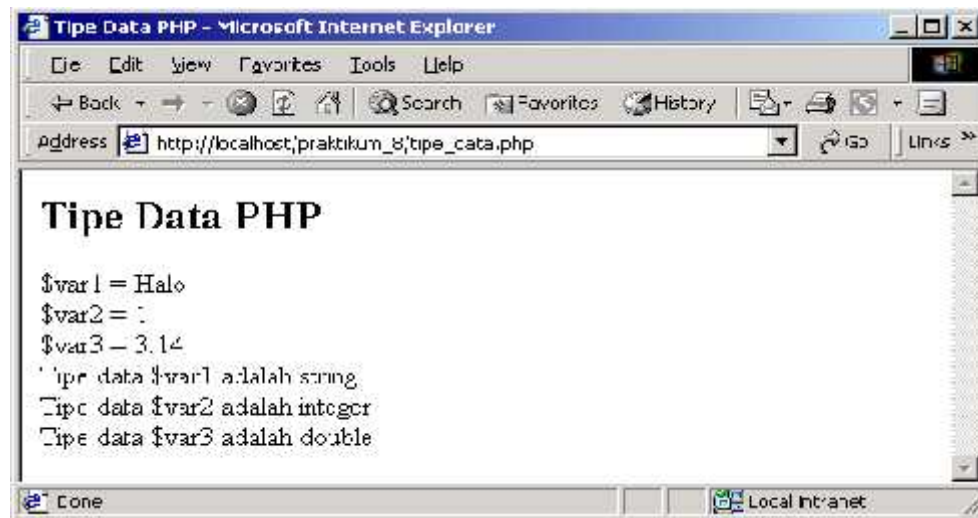 Tipe Data PHP - Microsoft Internet Explorer
File Edit View Favorites Tools Help
Back Search Favorites History
Address http://localhost/praktikum_8/tipe_data.php Go Links »
Tipe Data PHP
$var1 = Halo
$var2 = 1
$var3 = 3.14
Tipe data $var1 adalah string
Tipe data $var2 adalah integer
Tipe data $var3 adalah double
Done Local intranet